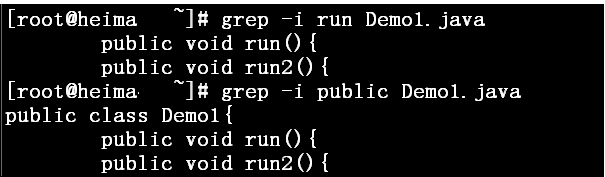 [root@heima ~]# grep -i run Demo1.java
        public void run(){
        public void run2(){
[root@heima ~]# grep -i public Demo1.java
public class Demo1{
        public void run(){
        public void run2(){